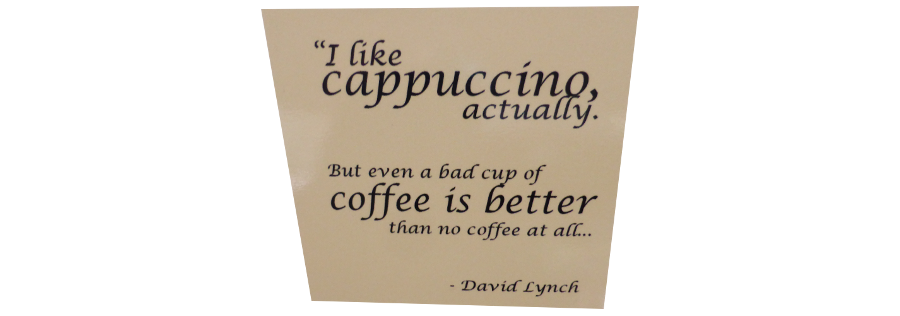 “I like
cappuccino,
actually.
But even a bad cup of
coffee is better
than no coffee at all...
- David Lynch